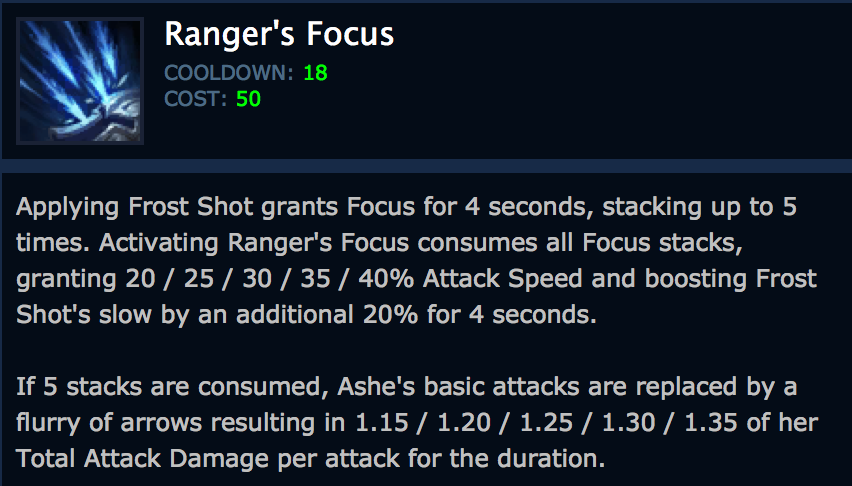 Ranger's Focus
COOLDOWN: 18
COST: 50
Applying Frost Shot grants Focus for 4 seconds, stacking up to 5
times. Activating Ranger's Focus consumes all Focus stacks,
granting 20 / 25 / 30 / 35 / 40% Attack Speed and boosting Frost
Shot's slow by an additional 20% for 4 seconds.
If 5 stacks are consumed, Ashe's basic attacks are replaced by a
flurry of arrows resulting in 1.15 / 1.20 / 1.25 / 1.30 / 1.35 of her
Total Attack Damage per attack for the duration.